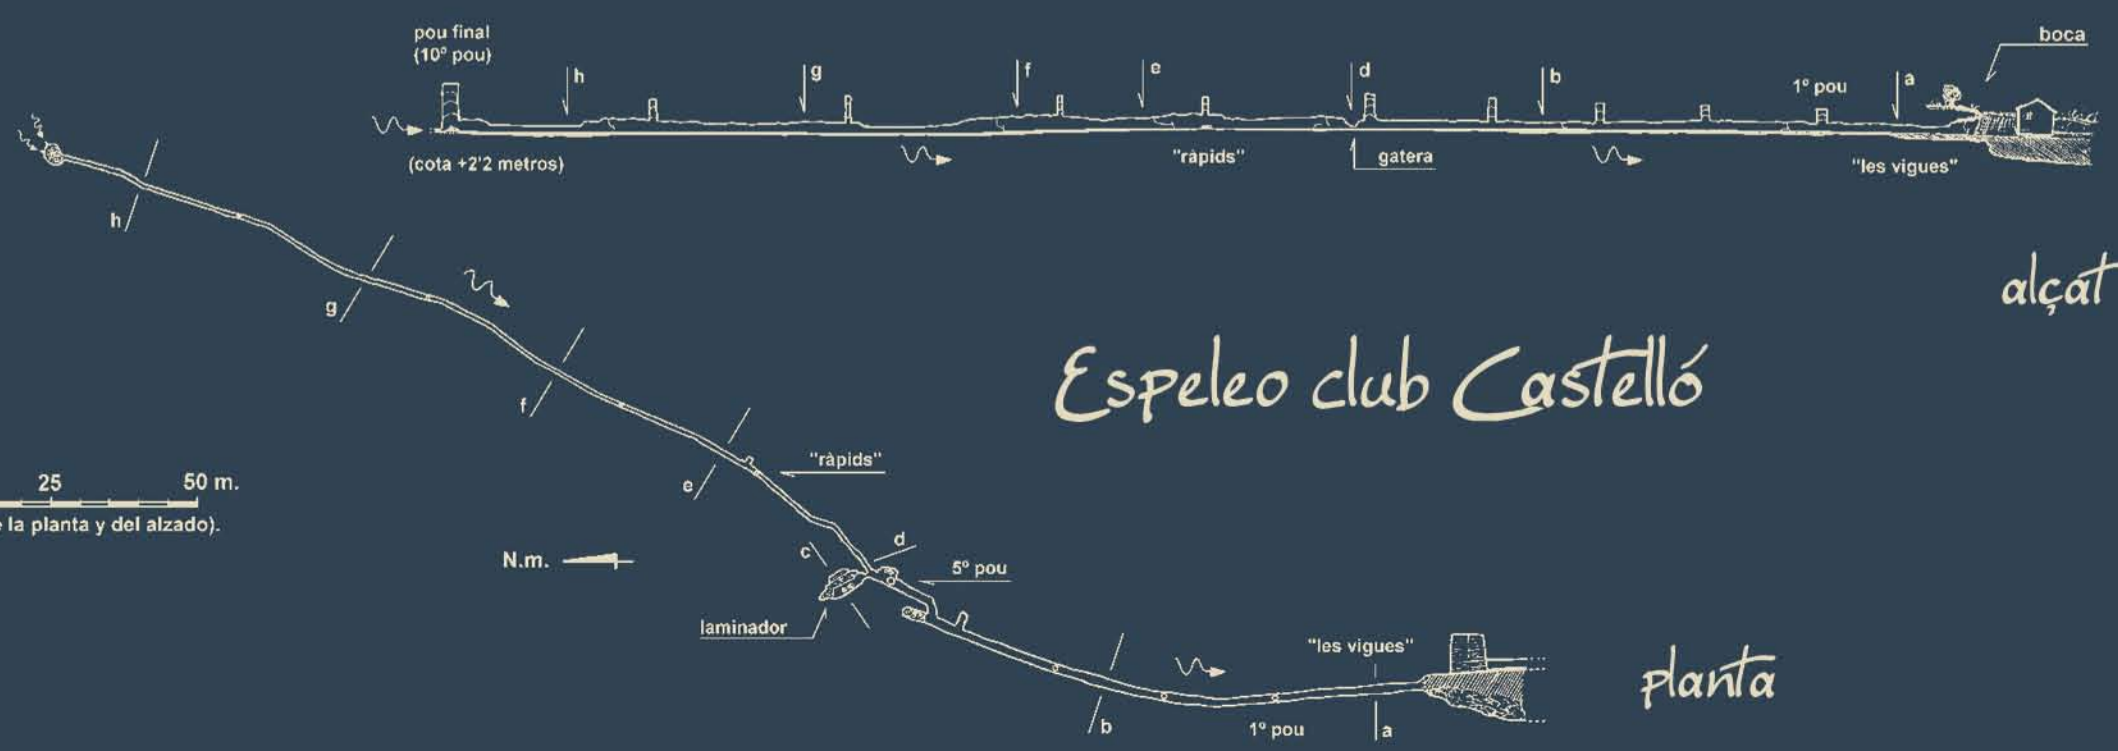 pou final
(10º pou)
h
g
f
e
d
b
1º pou
a
boca
(cota +2'2 metros)
"ràpids"
gatera
"les vigues"
alçat
Espeleo club Castelló
h
g
f
e
"ràpids"
25 50 m.
la planta y del alzado).
N.m.
c
d
5º pou
laminador
"les vigues"
b
1º pou
a
planta